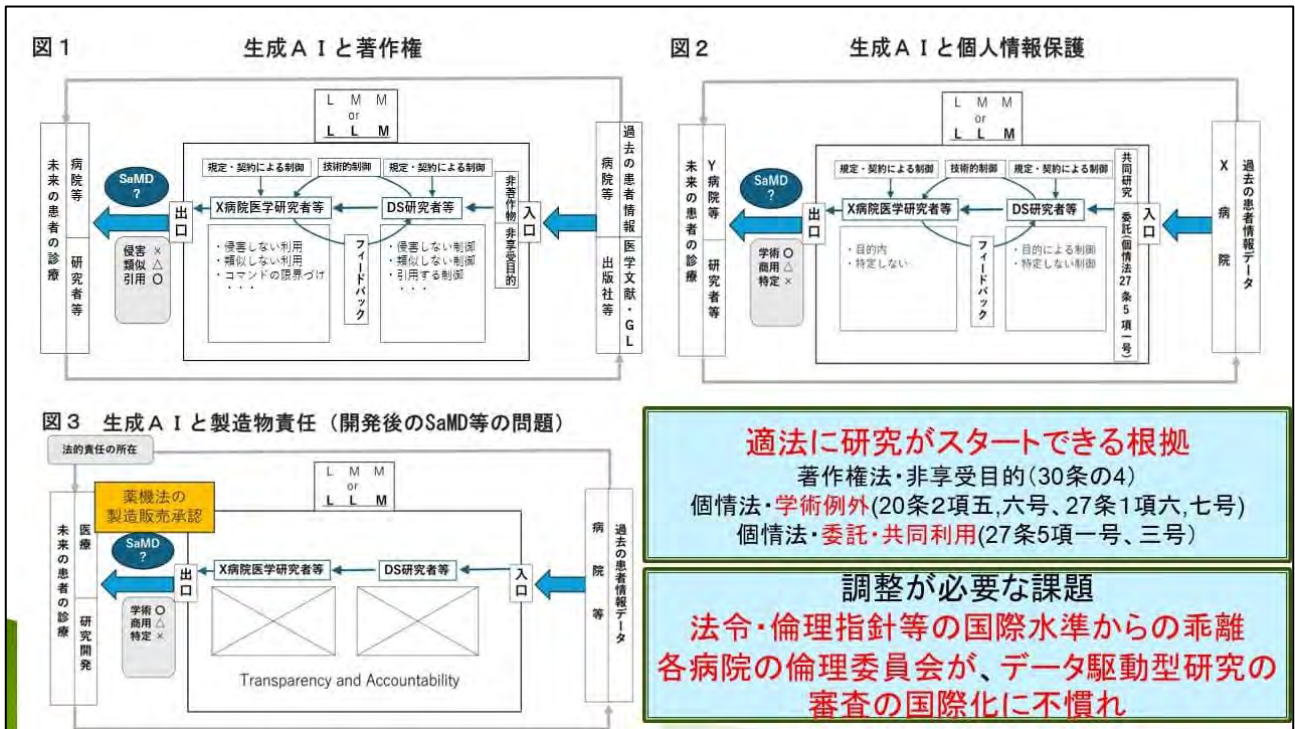 図1 生成AIと著作権
LMM
or
LLM
未来の患者の診療
病院等
研究者等
SaMD
?
侵害 ×
類似 △
引用 〇
出口
規定・契約による制御
技術的制御
規定・契約による制御
X病院医学研究者等
DS研究者等
・侵害しない利用
・類似しない利用
・コマンドの限界づけ
・・・
フィードバック
・侵害しない制御
・類似しない制御
・引用する制御
・・・
非著作物
非享受目的
入口
病院等
出版社等
過去の患者情報
医学文献・GL
図2 生成AIと個人情報保護
LMM
or
LLM
未来の患者の診療
Y病院等
研究者等
SaMD
?
学術 〇
商用 △
特定 ×
出口
規定・契約による制御
技術的制御
規定・契約による制御
X病院医学研究者等
DS研究者等
・目的内
・特定しない
フィードバック
・目的による制御
・特定しない制御
共同研究
委託(個情法27条5項一号)
入口
X病院
過去の患者情報データ
図3 生成AIと製造物責任（開発後のSaMD等の問題）
法的責任の所在
LMM
or
LLM
薬機法の
製造販売承認
未来の患者の診療
医療
研究開発
SaMD
?
学術 〇
商用 △
特定 ×
出口
X病院医学研究者等
DS研究者等
Transparency and Accountability
入口
病院等
過去の患者情報データ
適法に研究がスタートできる根拠
著作権法・非享受目的(30条の4)
個情法・学術例外(20条2項五,六号、27条1項六,七号)
個情法・委託・共同利用(27条5項一号、三号)
調整が必要な課題
法令・倫理指針等の国際水準からの乖離
各病院の倫理委員会が、データ駆動型研究の
審査の国際化に不慣れ